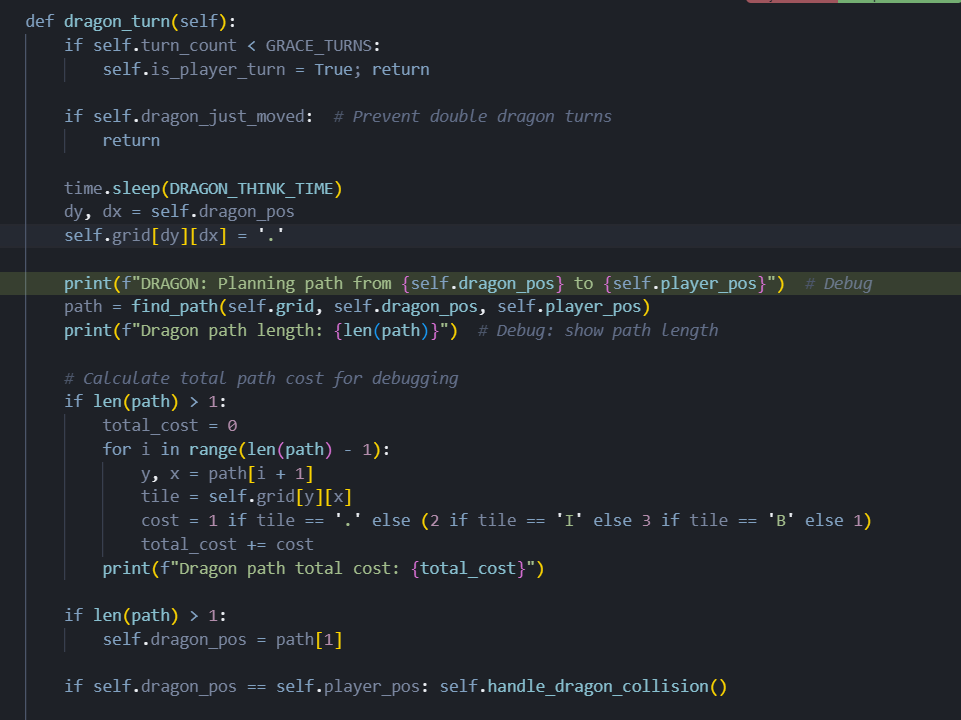 def dragon_turn(self):
    if self.turn_count < GRACE_TURNS:
        self.is_player_turn = True; return

    if self.dragon_just_moved:  # Prevent double dragon turns
        return

    time.sleep(DRAGON_THINK_TIME)
    dy, dx = self.dragon_pos
    self.grid[dy][dx] = '.'

    print(f"DRAGON: Planning path from {self.dragon_pos} to {self.player_pos}")  # Debug
    path = find_path(self.grid, self.dragon_pos, self.player_pos)
    print(f"Dragon path length: {len(path)}")  # Debug: show path length

    # Calculate total path cost for debugging
    if len(path) > 1:
        total_cost = 0
        for i in range(len(path) - 1):
            y, x = path[i + 1]
            tile = self.grid[y][x]
            cost = 1 if tile == '.' else (2 if tile == 'I' else 3 if tile == 'B' else 1)
            total_cost += cost
        print(f"Dragon path total cost: {total_cost}")

    if len(path) > 1:
        self.dragon_pos = path[1]

    if self.dragon_pos == self.player_pos: self.handle_dragon_collision()